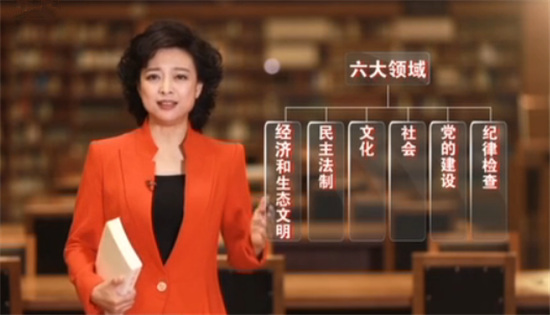 六大领域
经济和生态文明
民主法制
文化
社会
党的建设
纪律检查